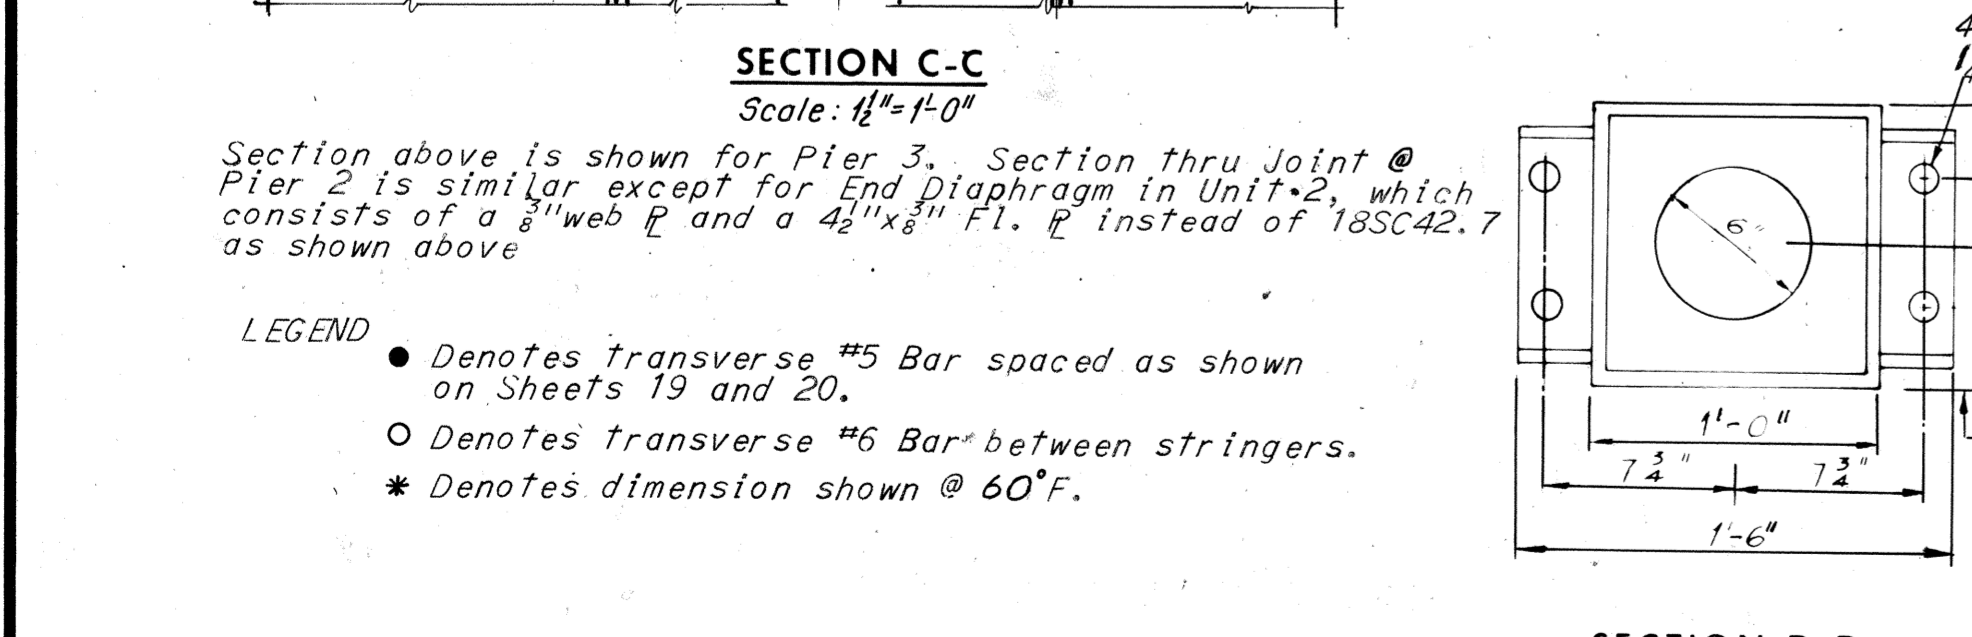 SECTION C-C
Scale: 1½"=1'-0"
Section above is shown for Pier 3. Section thru Joint @
Pier 2 is similar except for End Diaphragm in Unit 2, which
consists of a ⅜" web ℄ and a 4½"x⅜" Fl. ℄ instead of 18SC42.7
as shown above
LEGEND
● Denotes transverse #5 Bar spaced as shown
on Sheets 19 and 20.
○ Denotes transverse #6 Bar between stringers.
* Denotes dimension shown @ 60°F.
4
6"
1'-0"
7¾" 7¾"
1'-6"